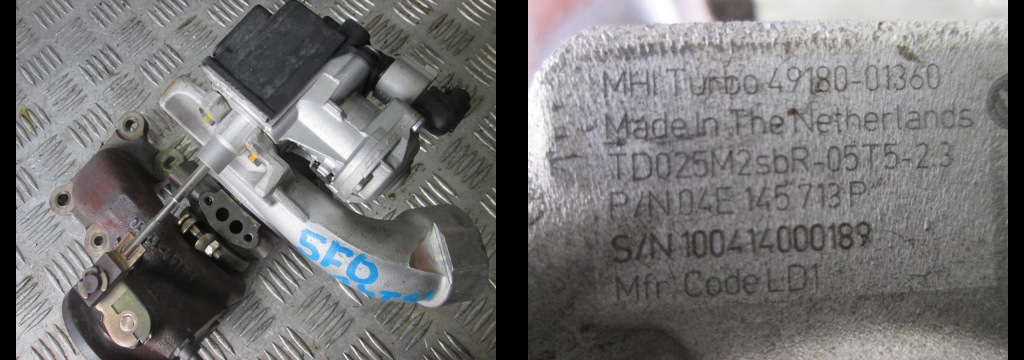 5FO
MHI Turbo 49180-01360
Made In The Netherlands
TD025M2sbR-05T5-2.3
P/N 04E 145 713 P
S/N 100414000189
Mfr Code LD1